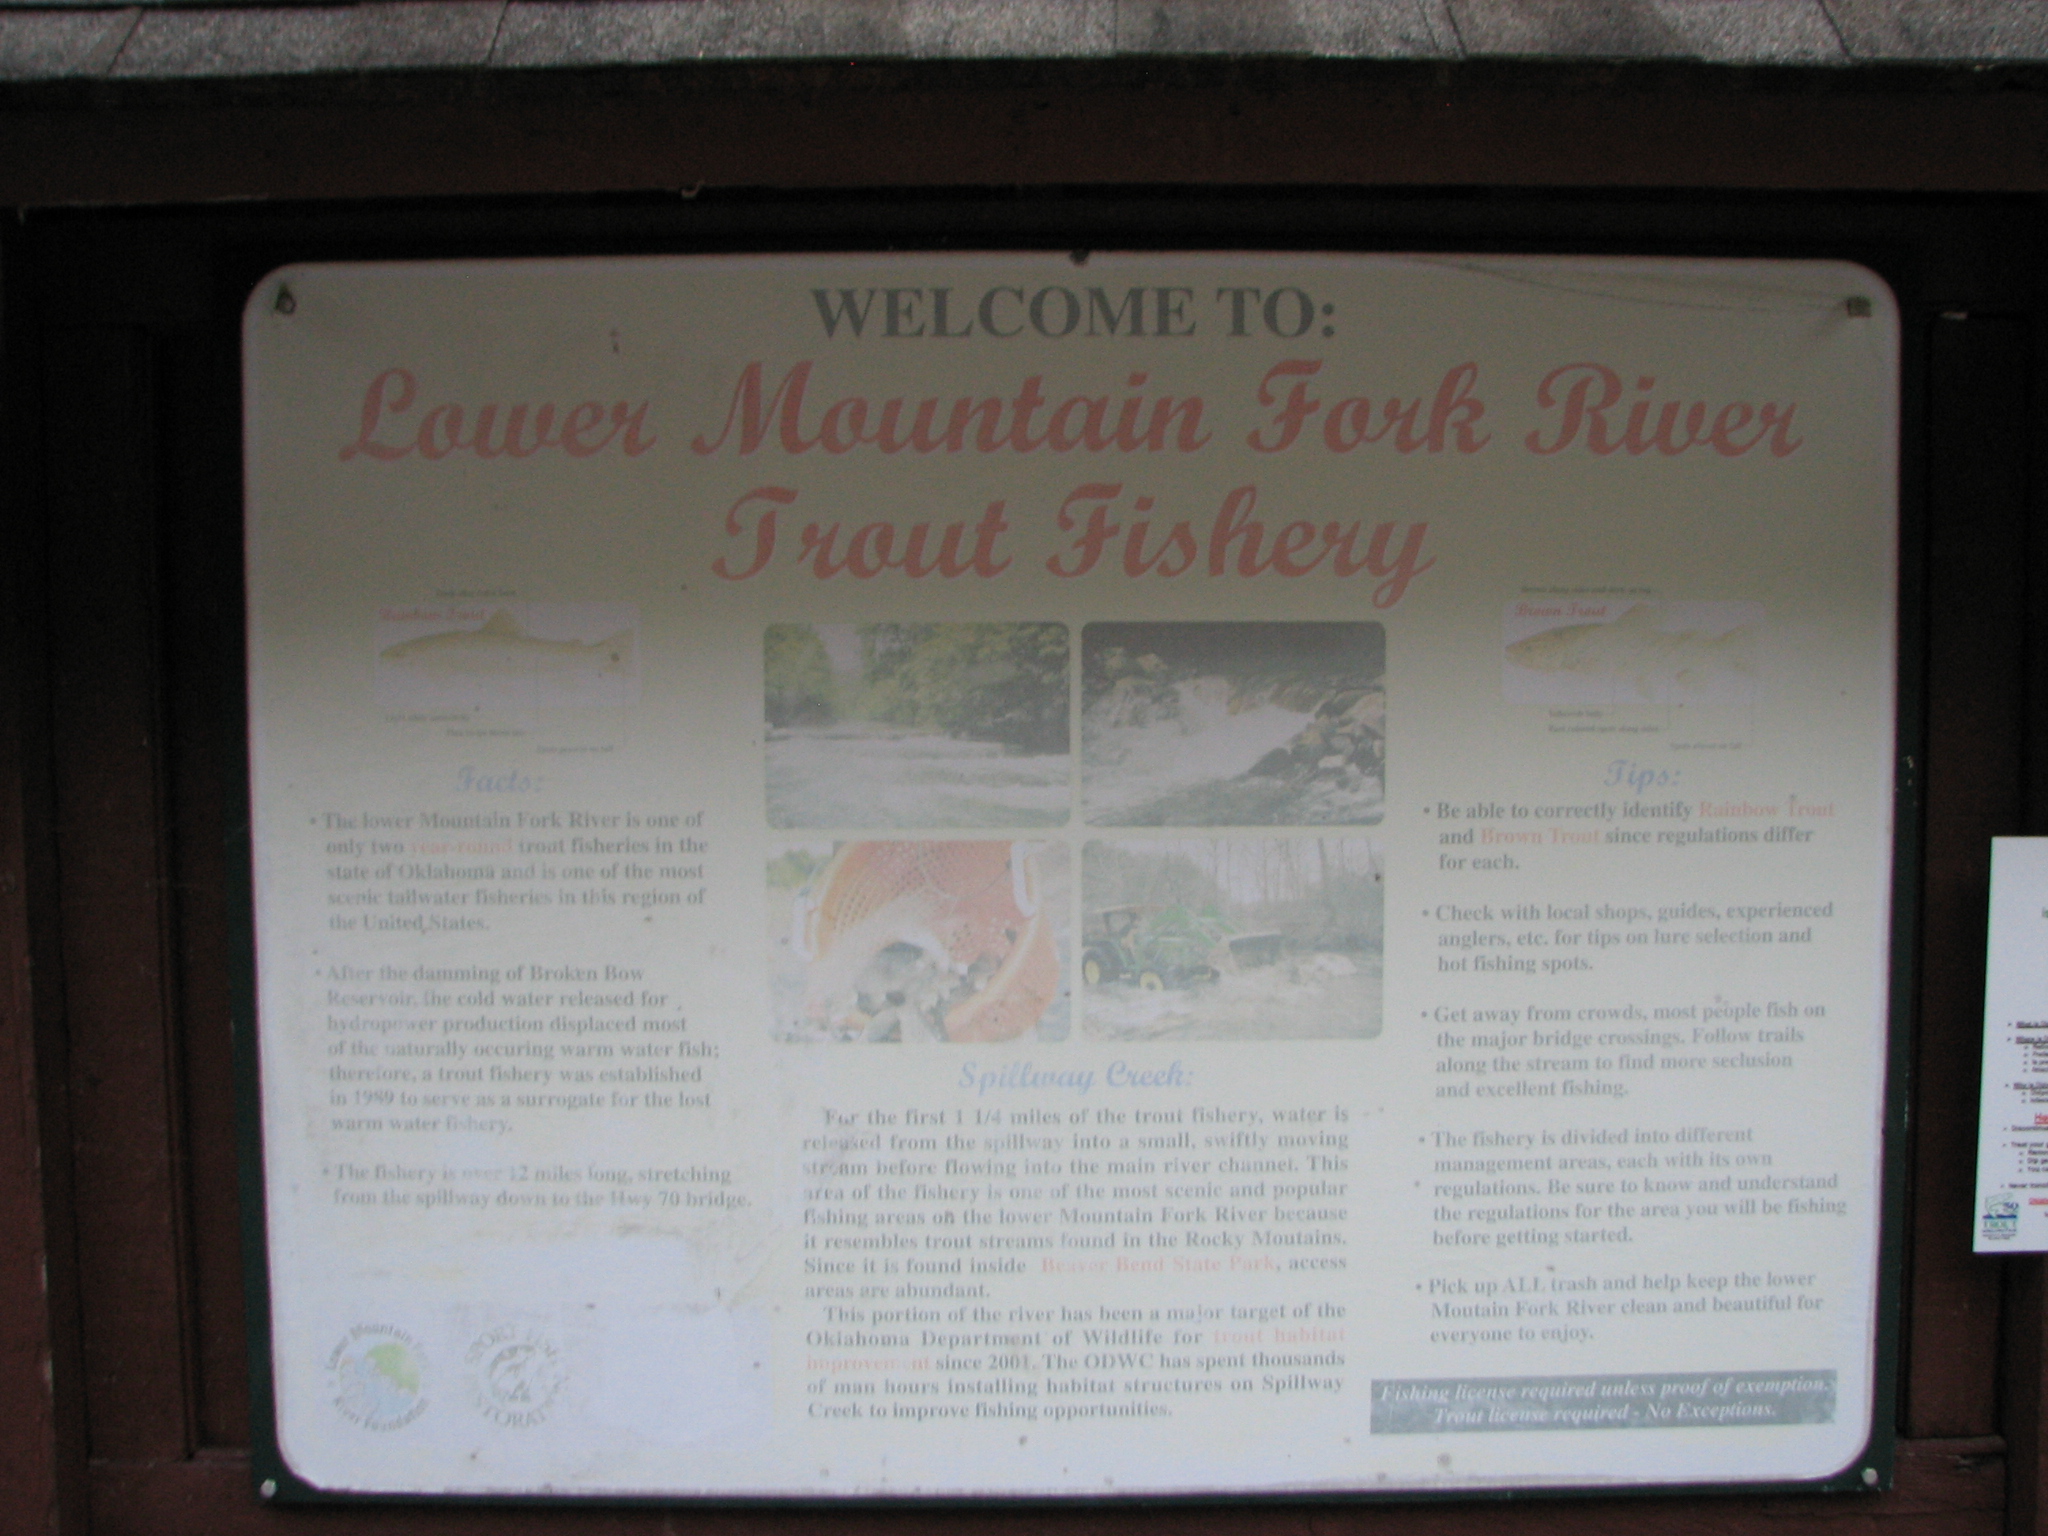 WELCOME TO:
Lower Mountain Fork River
Trout Fishery
Rainbow Trout
Brown Trout
Facts:
• The lower Mountain Fork River is one of
only two year-round trout fisheries in the
state of Oklahoma and is one of the most
scenic tailwater fisheries in this region of
the United States.
• After the damming of Broken Bow
Reservoir, the cold water released for
hydropower production displaced most
of the naturally occuring warm water fish;
therefore, a trout fishery was established
in 1989 to serve as a surrogate for the lost
warm water fishery.
• The fishery is over 12 miles long, stretching
from the spillway down to the Hwy 70 bridge.
Lower Mountain Fork
River Foundation
SPORT FISH
RESTORATION
Spillway Creek:
For the first 1 1/4 miles of the trout fishery, water is
released from the spillway into a small, swiftly moving
stream before flowing into the main river channel. This
area of the fishery is one of the most scenic and popular
fishing areas on the lower Mountain Fork River because
it resembles trout streams found in the Rocky Moutains.
Since it is found inside Beaver Bend State Park, access
areas are abundant.
This portion of the river has been a major target of the
Oklahoma Department of Wildlife for trout habitat
improvement since 2001. The ODWC has spent thousands
of man hours installing habitat structures on Spillway
Creek to improve fishing opportunities.
Tips:
• Be able to correctly identify Rainbow Trout
and Brown Trout since regulations differ
for each.
• Check with local shops, guides, experienced
anglers, etc. for tips on lure selection and
hot fishing spots.
• Get away from crowds, most people fish on
the major bridge crossings. Follow trails
along the stream to find more seclusion
and excellent fishing.
• The fishery is divided into different
management areas, each with its own
regulations. Be sure to know and understand
the regulations for the area you will be fishing
before getting started.
• Pick up ALL trash and help keep the lower
Moutain Fork River clean and beautiful for
everyone to enjoy.
Fishing license required unless proof of exemption.
Trout license required - No Exceptions.
TROUT